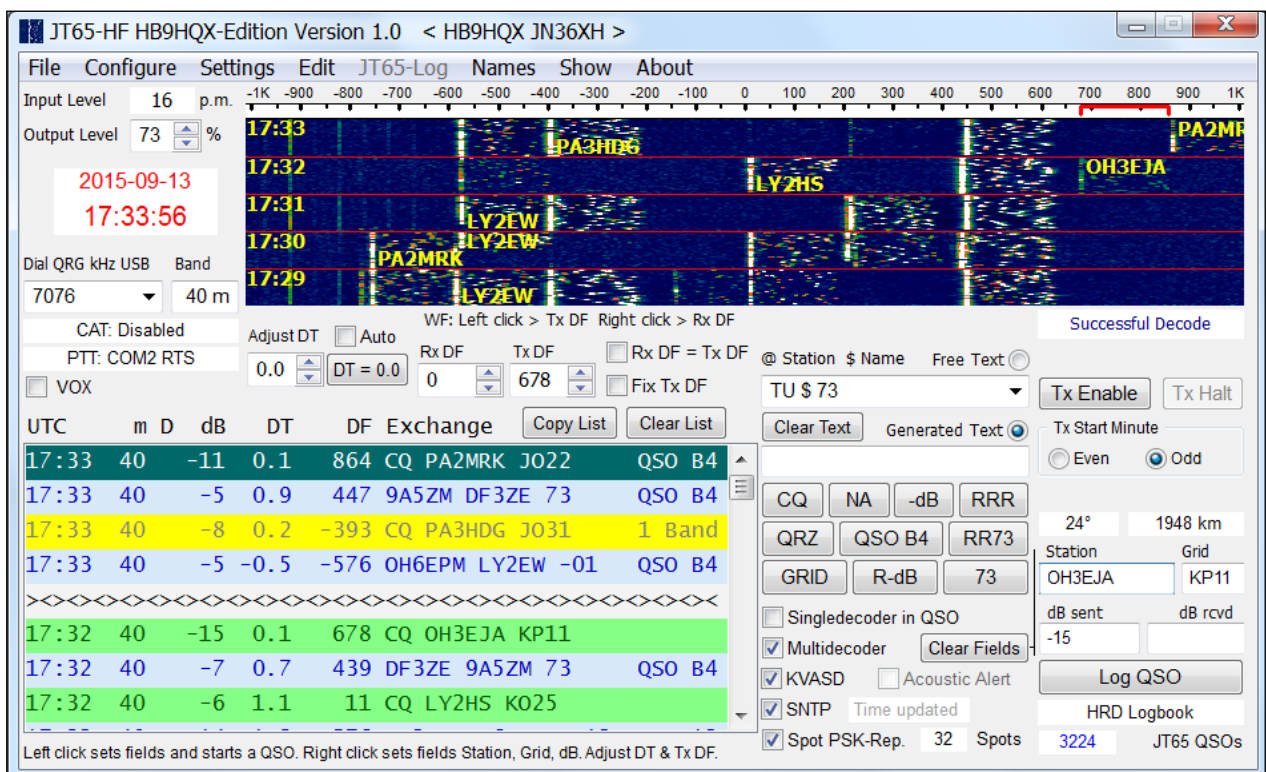 JT65-HF HB9HQX-Edition Version 1.0 < HB9HQX JN36XH >
File Configure Settings Edit JT65-Log Names Show About
Input Level 16 p.m.
-1K -900 -800 -700 -600 -500 -400 -300 -200 -100 0 100 200 300 400 500 600 700 800 900 1K
Output Level 73 %
2015-09-13
17:33:56
17:33 PA3HDG PA2MR
17:32 LY2HS OH3EJA
17:31 LY2EW
17:30 PA2MRK LY2EW
17:29 LY2EW
Dial QRG kHz USB Band
7076 40 m
CAT: Disabled
PTT: COM2 RTS
VOX
WF: Left click > Tx DF Right click > Rx DF
Adjust DT Auto
0.0 DT = 0.0
Rx DF Tx DF
0 678
Rx DF = Tx DF
Fix Tx DF
@ Station $ Name Free Text
TU $ 73
Successful Decode
Tx Enable Tx Halt
UTC m D dB DT DF Exchange Copy List Clear List
17:33 40 -11 0.1 864 CQ PA2MRK JO22 QSO B4
17:33 40 -5 0.9 447 9A5ZM DF3ZE 73 QSO B4
17:33 40 -8 0.2 -393 CQ PA3HDG JO31 1 Band
17:33 40 -5 -0.5 -576 OH6EPM LY2EW -01 QSO B4
><><><><><><><><><><><><><><><><><><><><><><
17:32 40 -15 0.1 678 CQ OH3EJA KP11
17:32 40 -7 0.7 439 DF3ZE 9A5ZM 73 QSO B4
17:32 40 -6 1.1 11 CQ LY2HS KO25
Left click sets fields and starts a QSO. Right click sets fields Station, Grid, dB. Adjust DT & Tx DF.
Clear Text Generated Text
CQ NA -dB RRR
QRZ QSO B4 RR73
GRID R-dB 73
Singledecoder in QSO
Multidecoder Clear Fields
KVASD Acoustic Alert
SNTP Time updated
Spot PSK-Rep. 32 Spots
Tx Start Minute
Even Odd
24° 1948 km
Station Grid
OH3EJA KP11
dB sent dB rcvd
-15
Log QSO
HRD Logbook
3224 JT65 QSOs